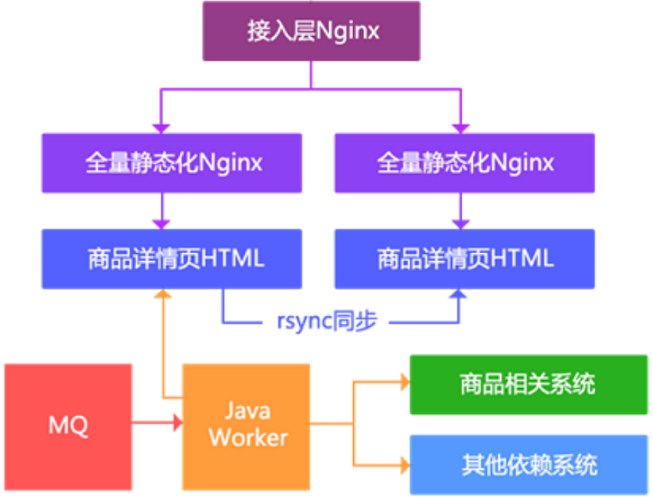 接入层Nginx
全量静态化Nginx
全量静态化Nginx
商品详情页HTML
商品详情页HTML
rsync同步
商品相关系统
MQ
Java
Worker
其他依赖系统